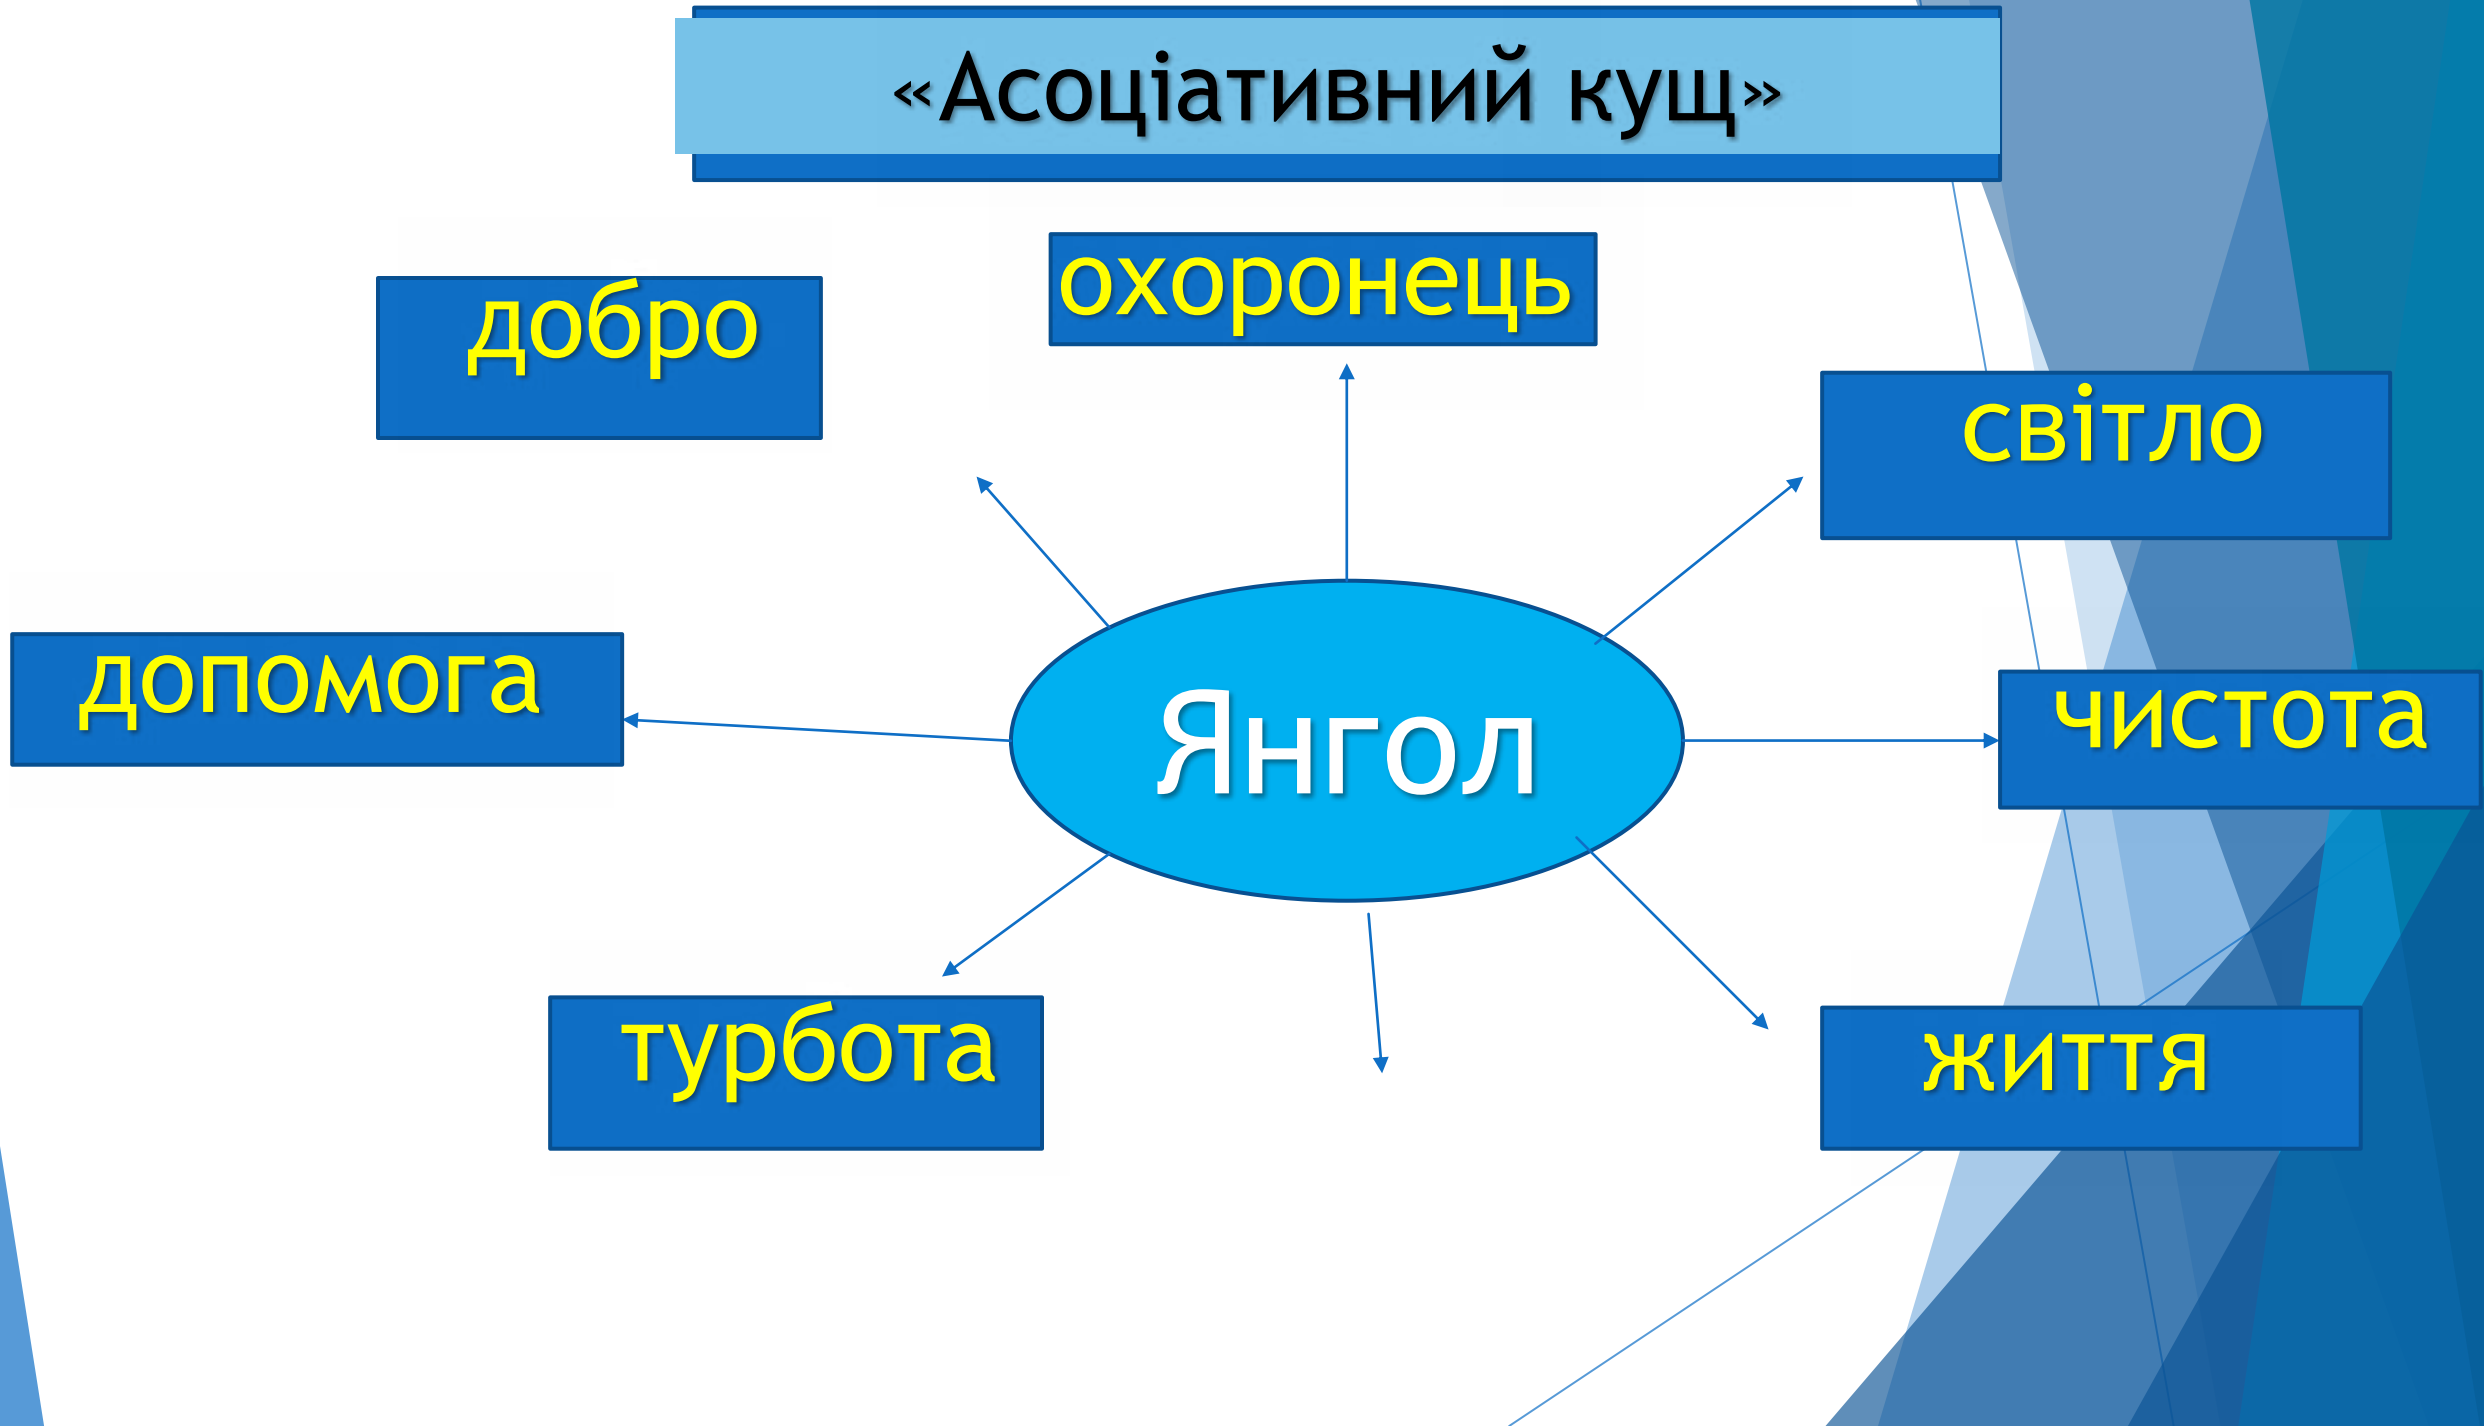 «Асоціативний кущ»
охоронець
добро
світло
допомога
Янгол
чистота
турбота
життя